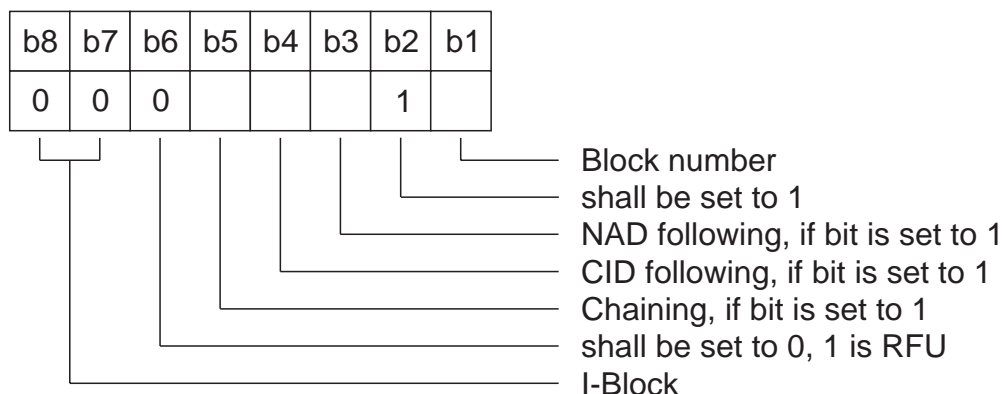 b8 b7 b6 b5 b4 b3 b2 b1
0 0 0 1
Block number
shall be set to 1
NAD following, if bit is set to 1
CID following, if bit is set to 1
Chaining, if bit is set to 1
shall be set to 0, 1 is RFU
I-Block